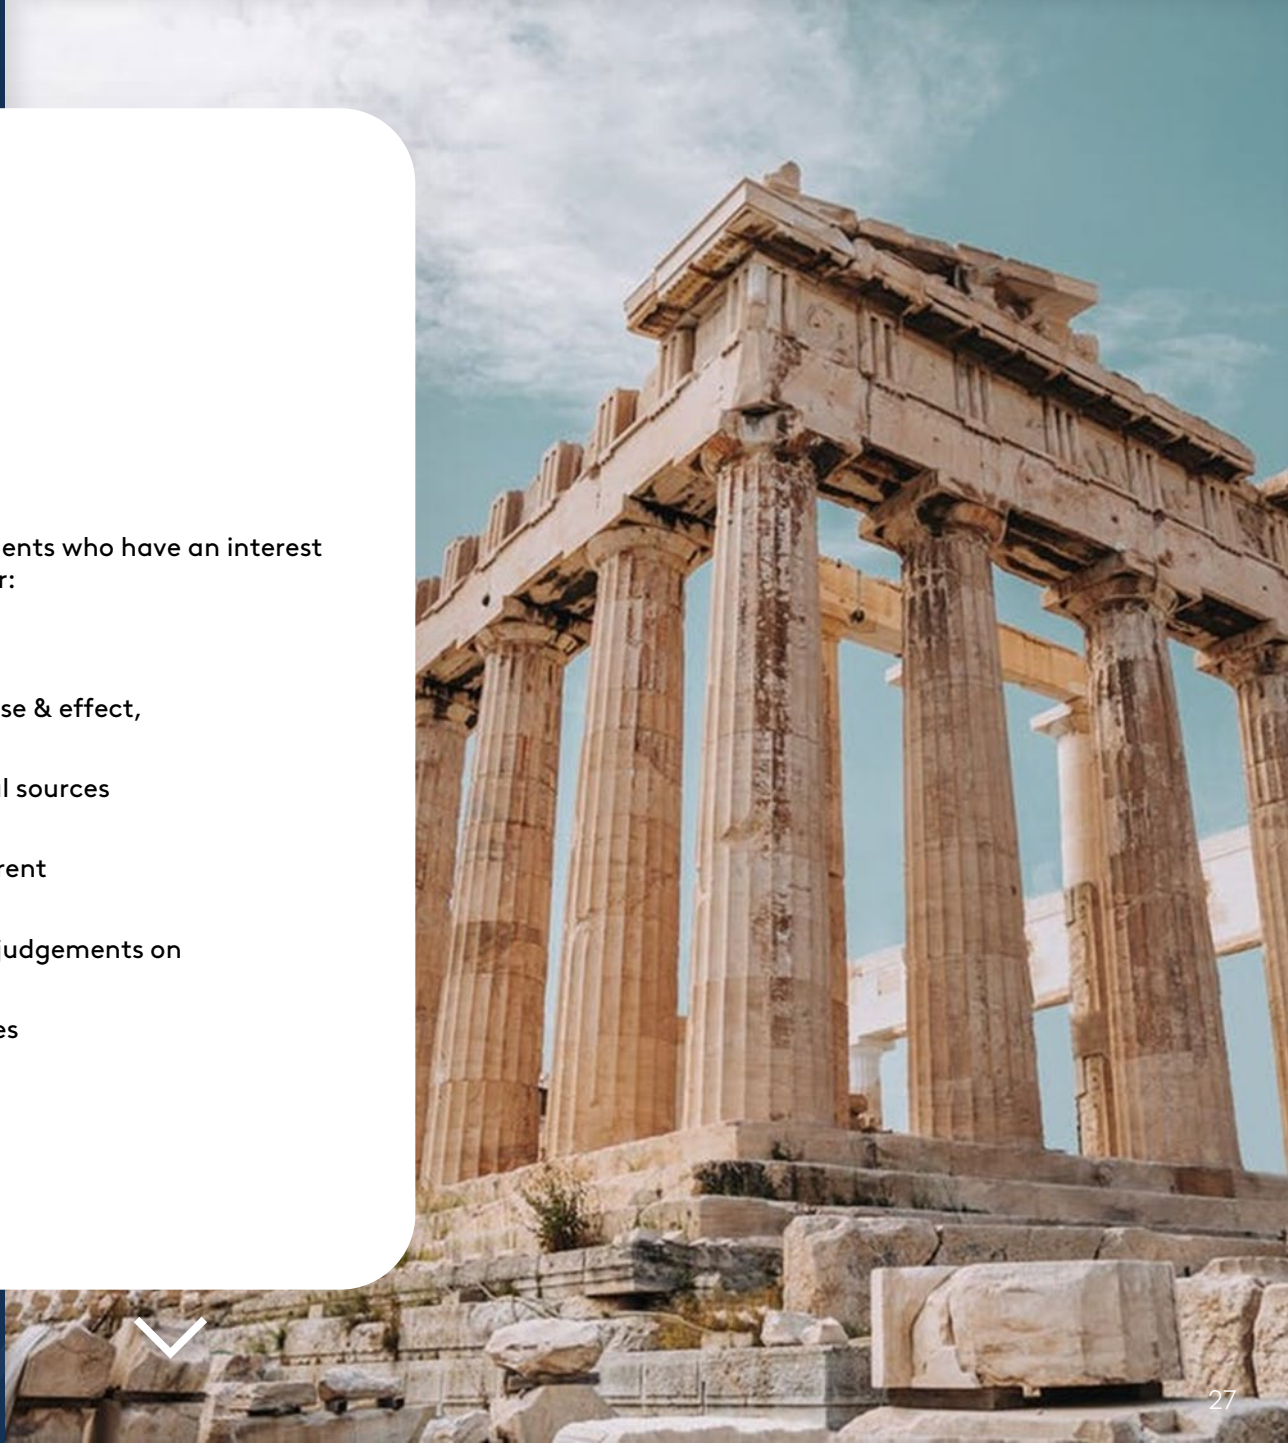 ents who have an interest
r:
se & effect,
l sources
rent
judgements on
es
27